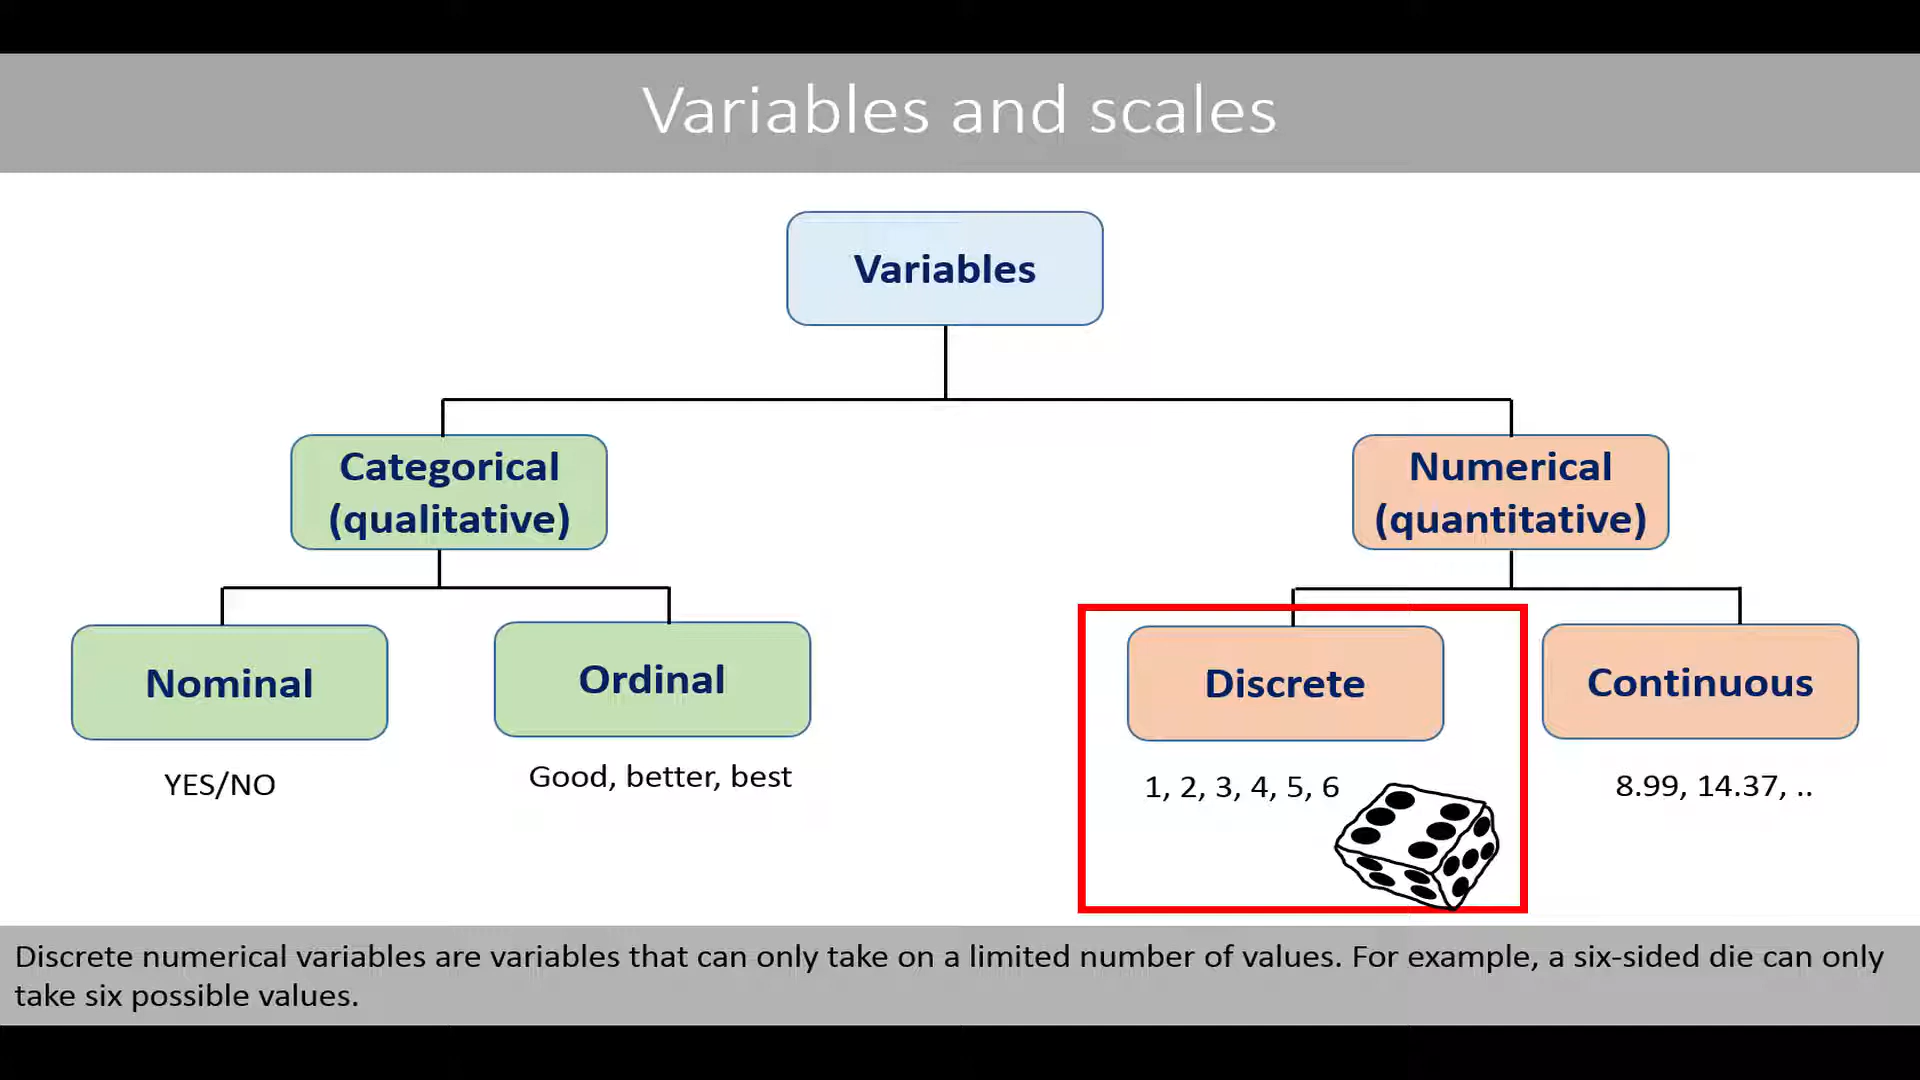 Variables and scales
Variables
Categorical
(qualitative)
Numerical
(quantitative)
Nominal
Ordinal
Discrete
Continuous
YES/NO
Good, better, best
1, 2, 3, 4, 5, 6
8.99, 14.37, ..
Discrete numerical variables are variables that can only take on a limited number of values. For example, a six-sided die can only
take six possible values.